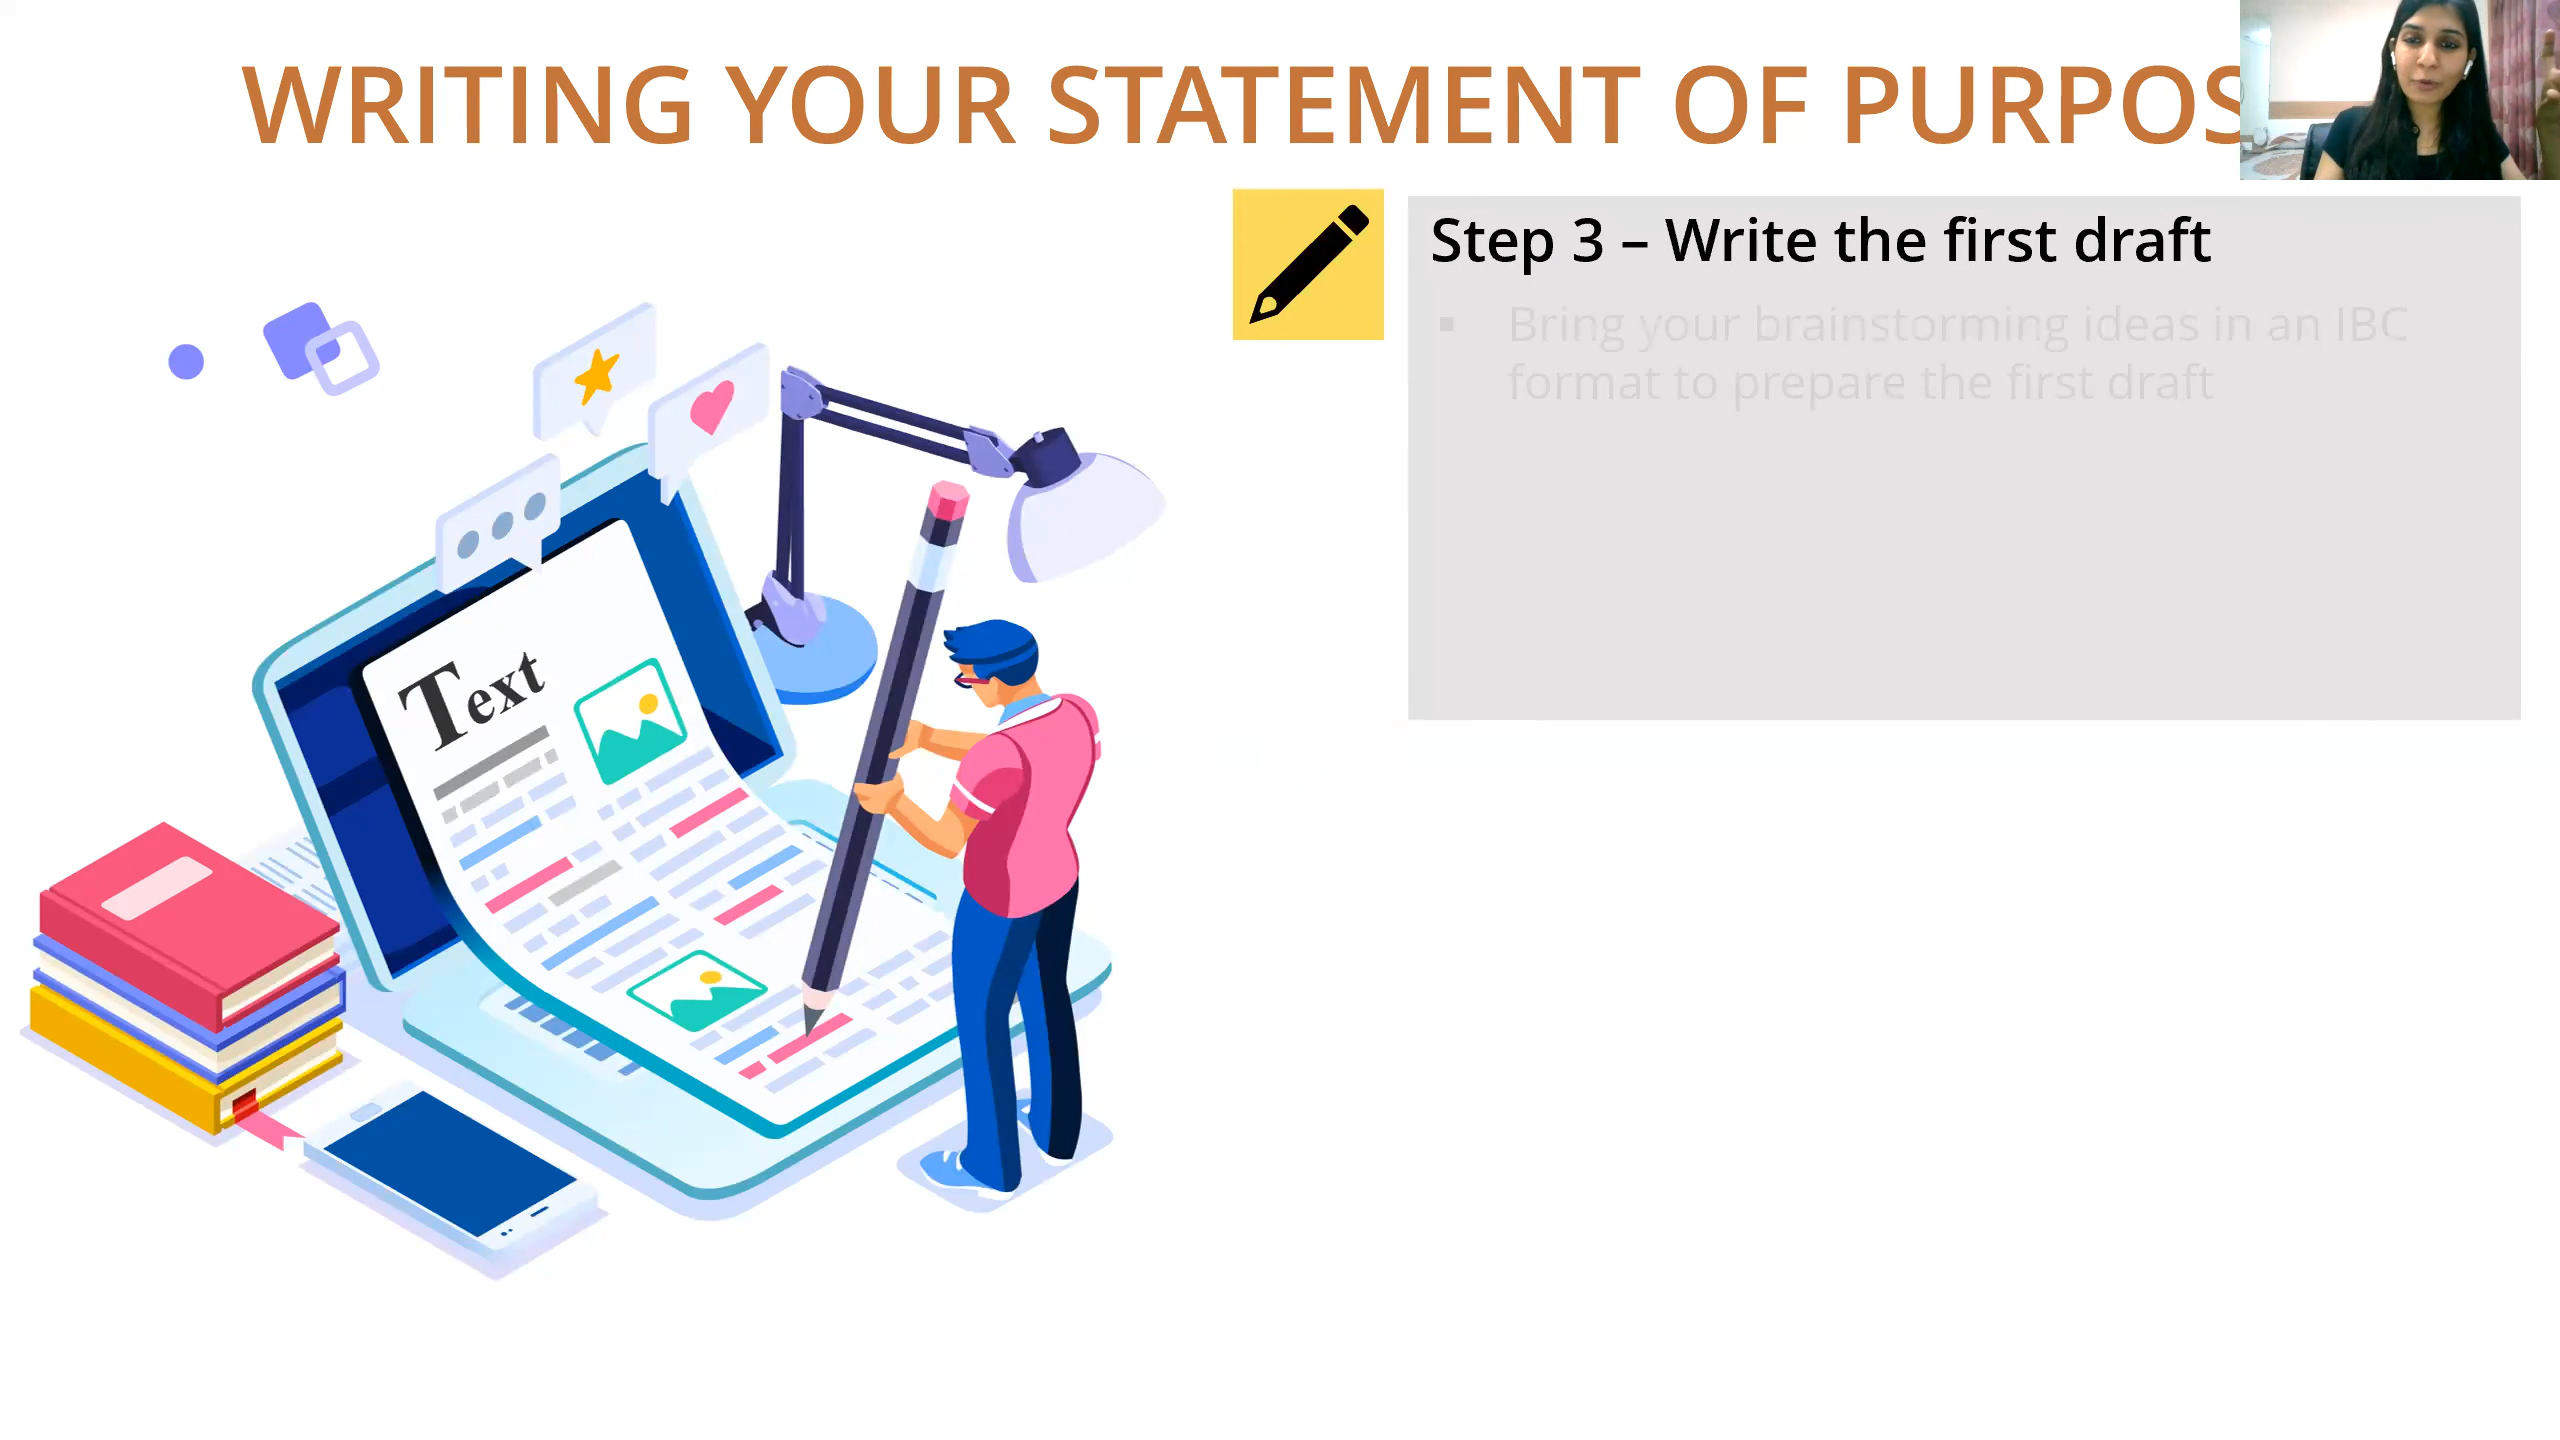 WRITING YOUR STATEMENT OF PURPOS
Step 3 – Write the first draft
▪ Bring your brainstorming ideas in an IBC
format to prepare the first draft
Text